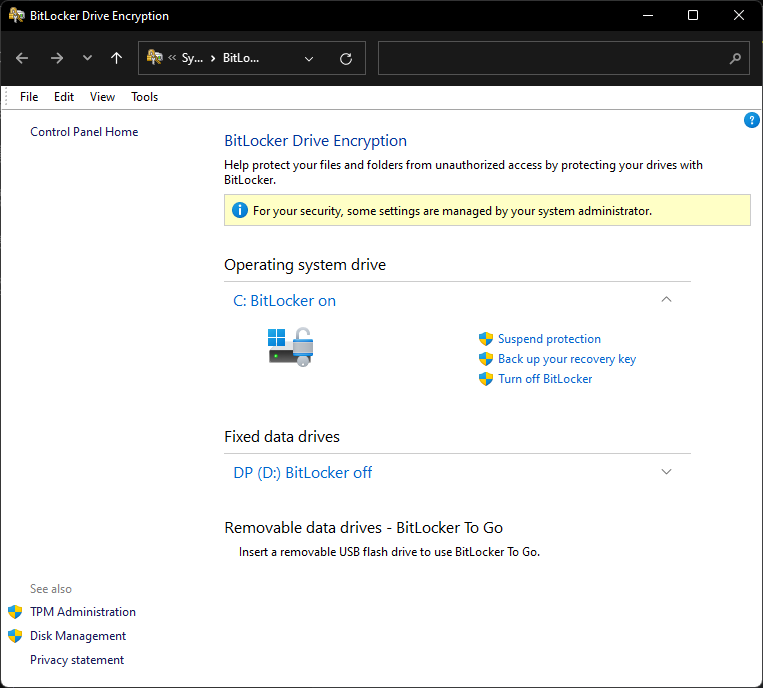 BitLocker Drive Encryption
« Sy... > BitLo...
File Edit View Tools
Control Panel Home
BitLocker Drive Encryption
Help protect your files and folders from unauthorized access by protecting your drives with
BitLocker.
For your security, some settings are managed by your system administrator.
Operating system drive
C: BitLocker on
Suspend protection
Back up your recovery key
Turn off BitLocker
Fixed data drives
DP (D:) BitLocker off
Removable data drives - BitLocker To Go
Insert a removable USB flash drive to use BitLocker To Go.
See also
TPM Administration
Disk Management
Privacy statement